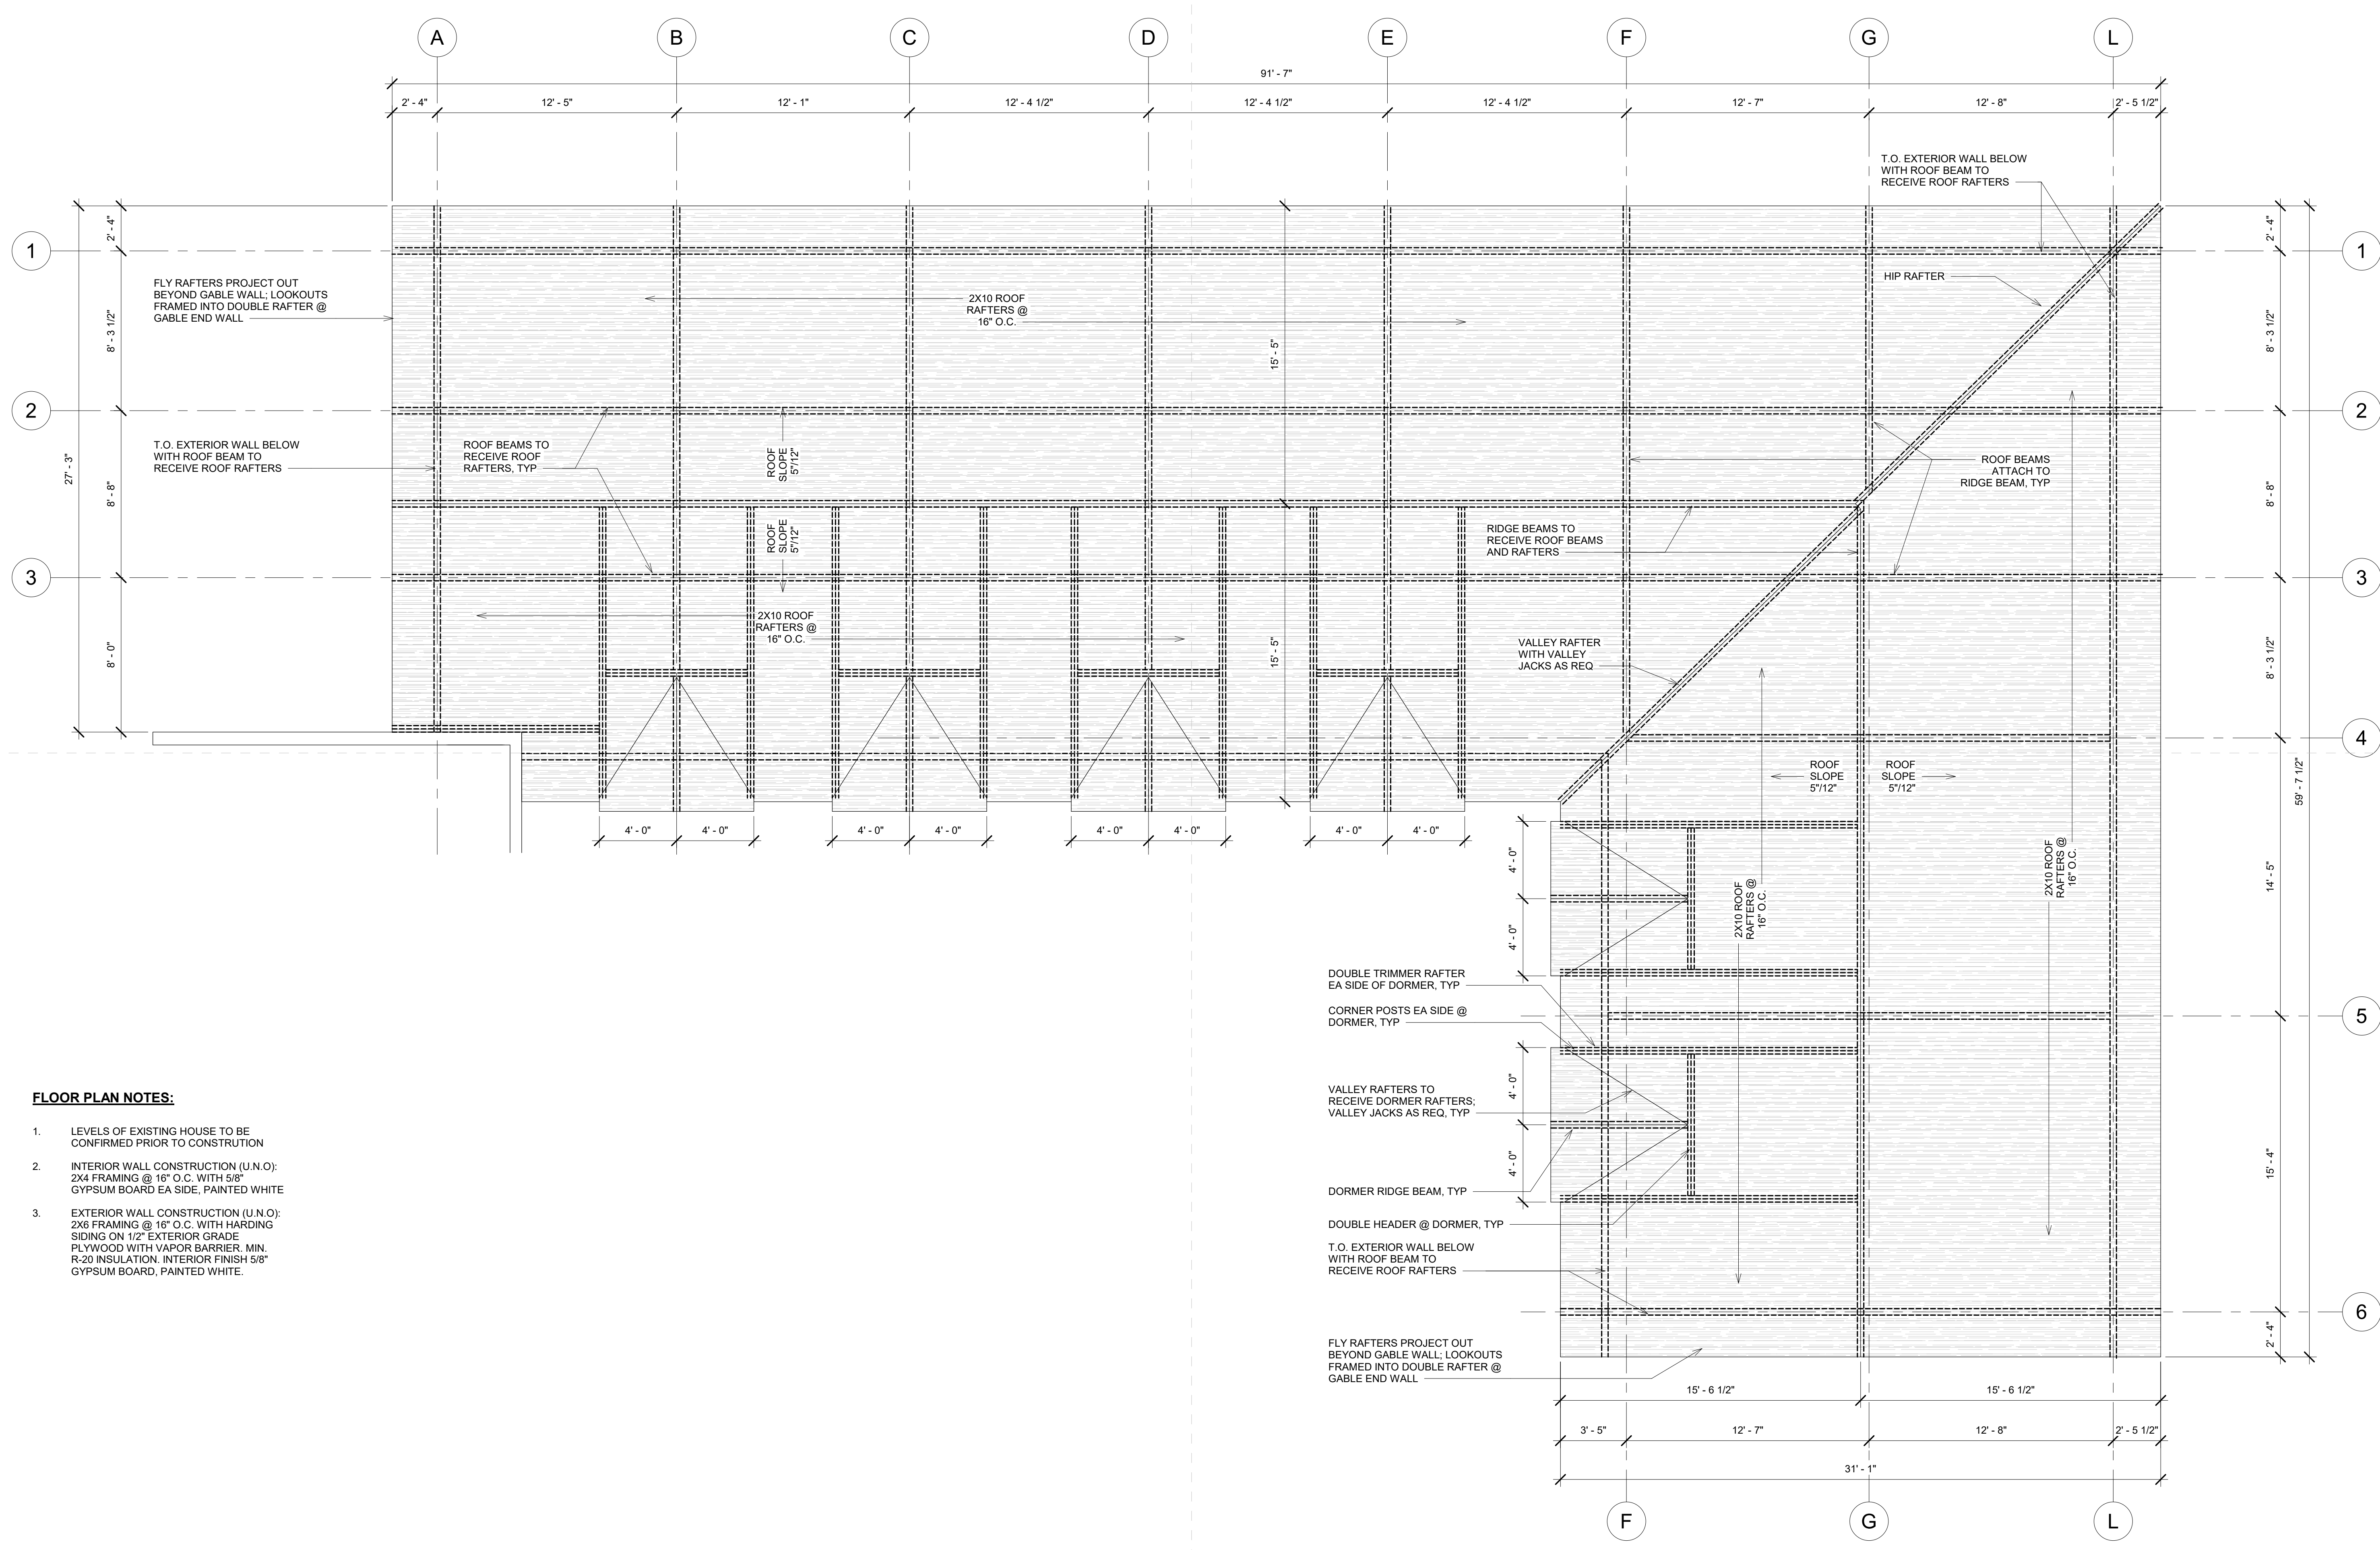 A
B
C
D
E
F
G
L
91' - 7"
2' - 4"
12' - 5"
12' - 1"
12' - 4 1/2"
12' - 4 1/2"
12' - 4 1/2"
12' - 7"
12' - 8"
2' - 5 1/2"
T.O. EXTERIOR WALL BELOW
WITH ROOF BEAM TO
RECEIVE ROOF RAFTERS
2' - 4"
2' - 4"
1
1
HIP RAFTER
FLY RAFTERS PROJECT OUT
BEYOND GABLE WALL; LOOKOUTS
FRAMED INTO DOUBLE RAFTER @
GABLE END WALL
2X10 ROOF
RAFTERS @
16" O.C.
8' - 3 1/2"
15' - 5"
8' - 3 1/2"
2
2
27' - 3"
T.O. EXTERIOR WALL BELOW
WITH ROOF BEAM TO
RECEIVE ROOF RAFTERS
ROOF BEAMS TO
RECEIVE ROOF
RAFTERS, TYP
ROOF
SLOPE
5"/12"
ROOF BEAMS
ATTACH TO
RIDGE BEAM, TYP
8' - 8"
8' - 8"
ROOF
SLOPE
5"/12"
RIDGE BEAMS TO
RECEIVE ROOF BEAMS
AND RAFTERS
3
3
2X10 ROOF
RAFTERS @
16" O.C.
8' - 0"
15' - 5"
VALLEY RAFTER
WITH VALLEY
JACKS AS REQ
8' - 3 1/2"
4
ROOF
SLOPE
5"/12"
ROOF
SLOPE
5"/12"
59' - 7 1/2"
4' - 0"
4' - 0"
4' - 0"
4' - 0"
4' - 0"
4' - 0"
4' - 0"
4' - 0"
4' - 0"
4' - 0"
2X10 ROOF
RAFTERS @
16" O.C.
2X10 ROOF
RAFTERS @
16" O.C.
14' - 5"
DOUBLE TRIMMER RAFTER
EA SIDE OF DORMER, TYP
CORNER POSTS EA SIDE @
DORMER, TYP
5
4' - 0"
4' - 0"
VALLEY RAFTERS TO
RECEIVE DORMER RAFTERS;
VALLEY JACKS AS REQ, TYP
15' - 4"
DORMER RIDGE BEAM, TYP
DOUBLE HEADER @ DORMER, TYP
T.O. EXTERIOR WALL BELOW
WITH ROOF BEAM TO
RECEIVE ROOF RAFTERS
6
2' - 4"
FLY RAFTERS PROJECT OUT
BEYOND GABLE WALL; LOOKOUTS
FRAMED INTO DOUBLE RAFTER @
GABLE END WALL
15' - 6 1/2"
15' - 6 1/2"
3' - 5"
12' - 7"
12' - 8"
2' - 5 1/2"
31' - 1"
F
G
L
FLOOR PLAN NOTES:
1. LEVELS OF EXISTING HOUSE TO BE
CONFIRMED PRIOR TO CONSTRUTION
2. INTERIOR WALL CONSTRUCTION (U.N.O):
2X4 FRAMING @ 16" O.C. WITH 5/8"
GYPSUM BOARD EA SIDE, PAINTED WHITE
3. EXTERIOR WALL CONSTRUCTION (U.N.O):
2X6 FRAMING @ 16" O.C. WITH HARDING
SIDING ON 1/2" EXTERIOR GRADE
PLYWOOD WITH VAPOR BARRIER. MIN.
R-20 INSULATION. INTERIOR FINISH 5/8"
GYPSUM BOARD, PAINTED WHITE.